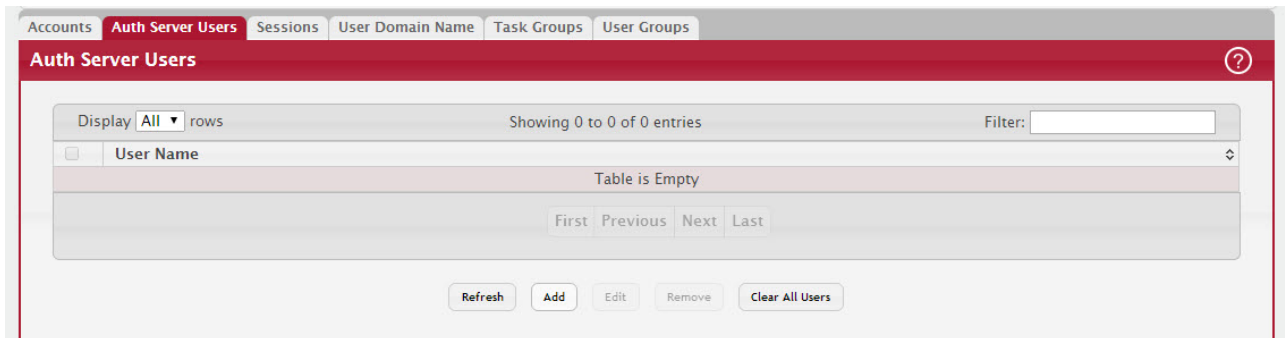 Accounts Auth Server Users Sessions User Domain Name Task Groups User Groups
Auth Server Users ?
Display All rows Showing 0 to 0 of 0 entries Filter:
User Name
Table is Empty
First Previous Next Last
Refresh Add Edit Remove Clear All Users